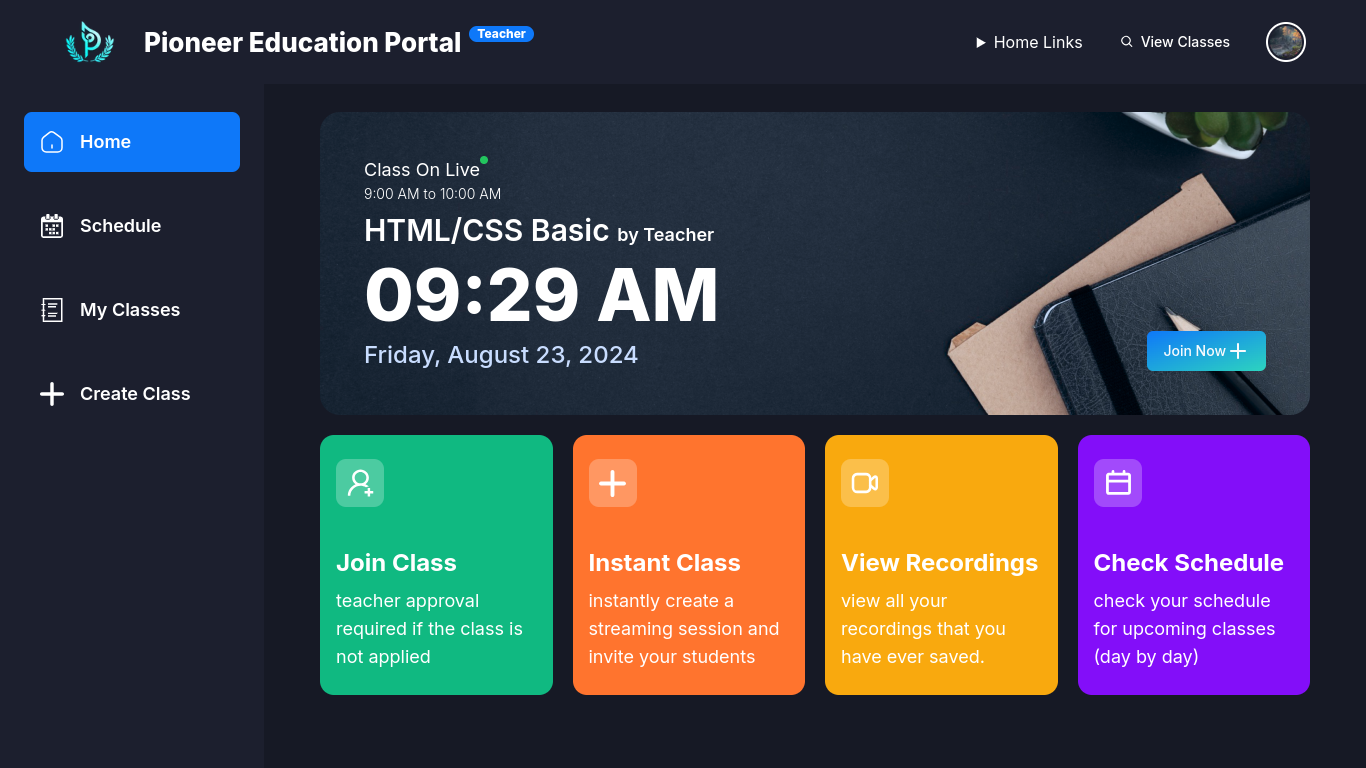 Pioneer Education Portal Teacher
Home Links
View Classes
Home
Schedule
My Classes
Create Class
Class On Live
9:00 AM to 10:00 AM
HTML/CSS Basic by Teacher
09:29 AM
Friday, August 23, 2024
Join Now
Join Class
teacher approval
required if the class is
not applied
Instant Class
instantly create a
streaming session and
invite your students
View Recordings
view all your
recordings that you
have ever saved.
Check Schedule
check your schedule
for upcoming classes
(day by day)